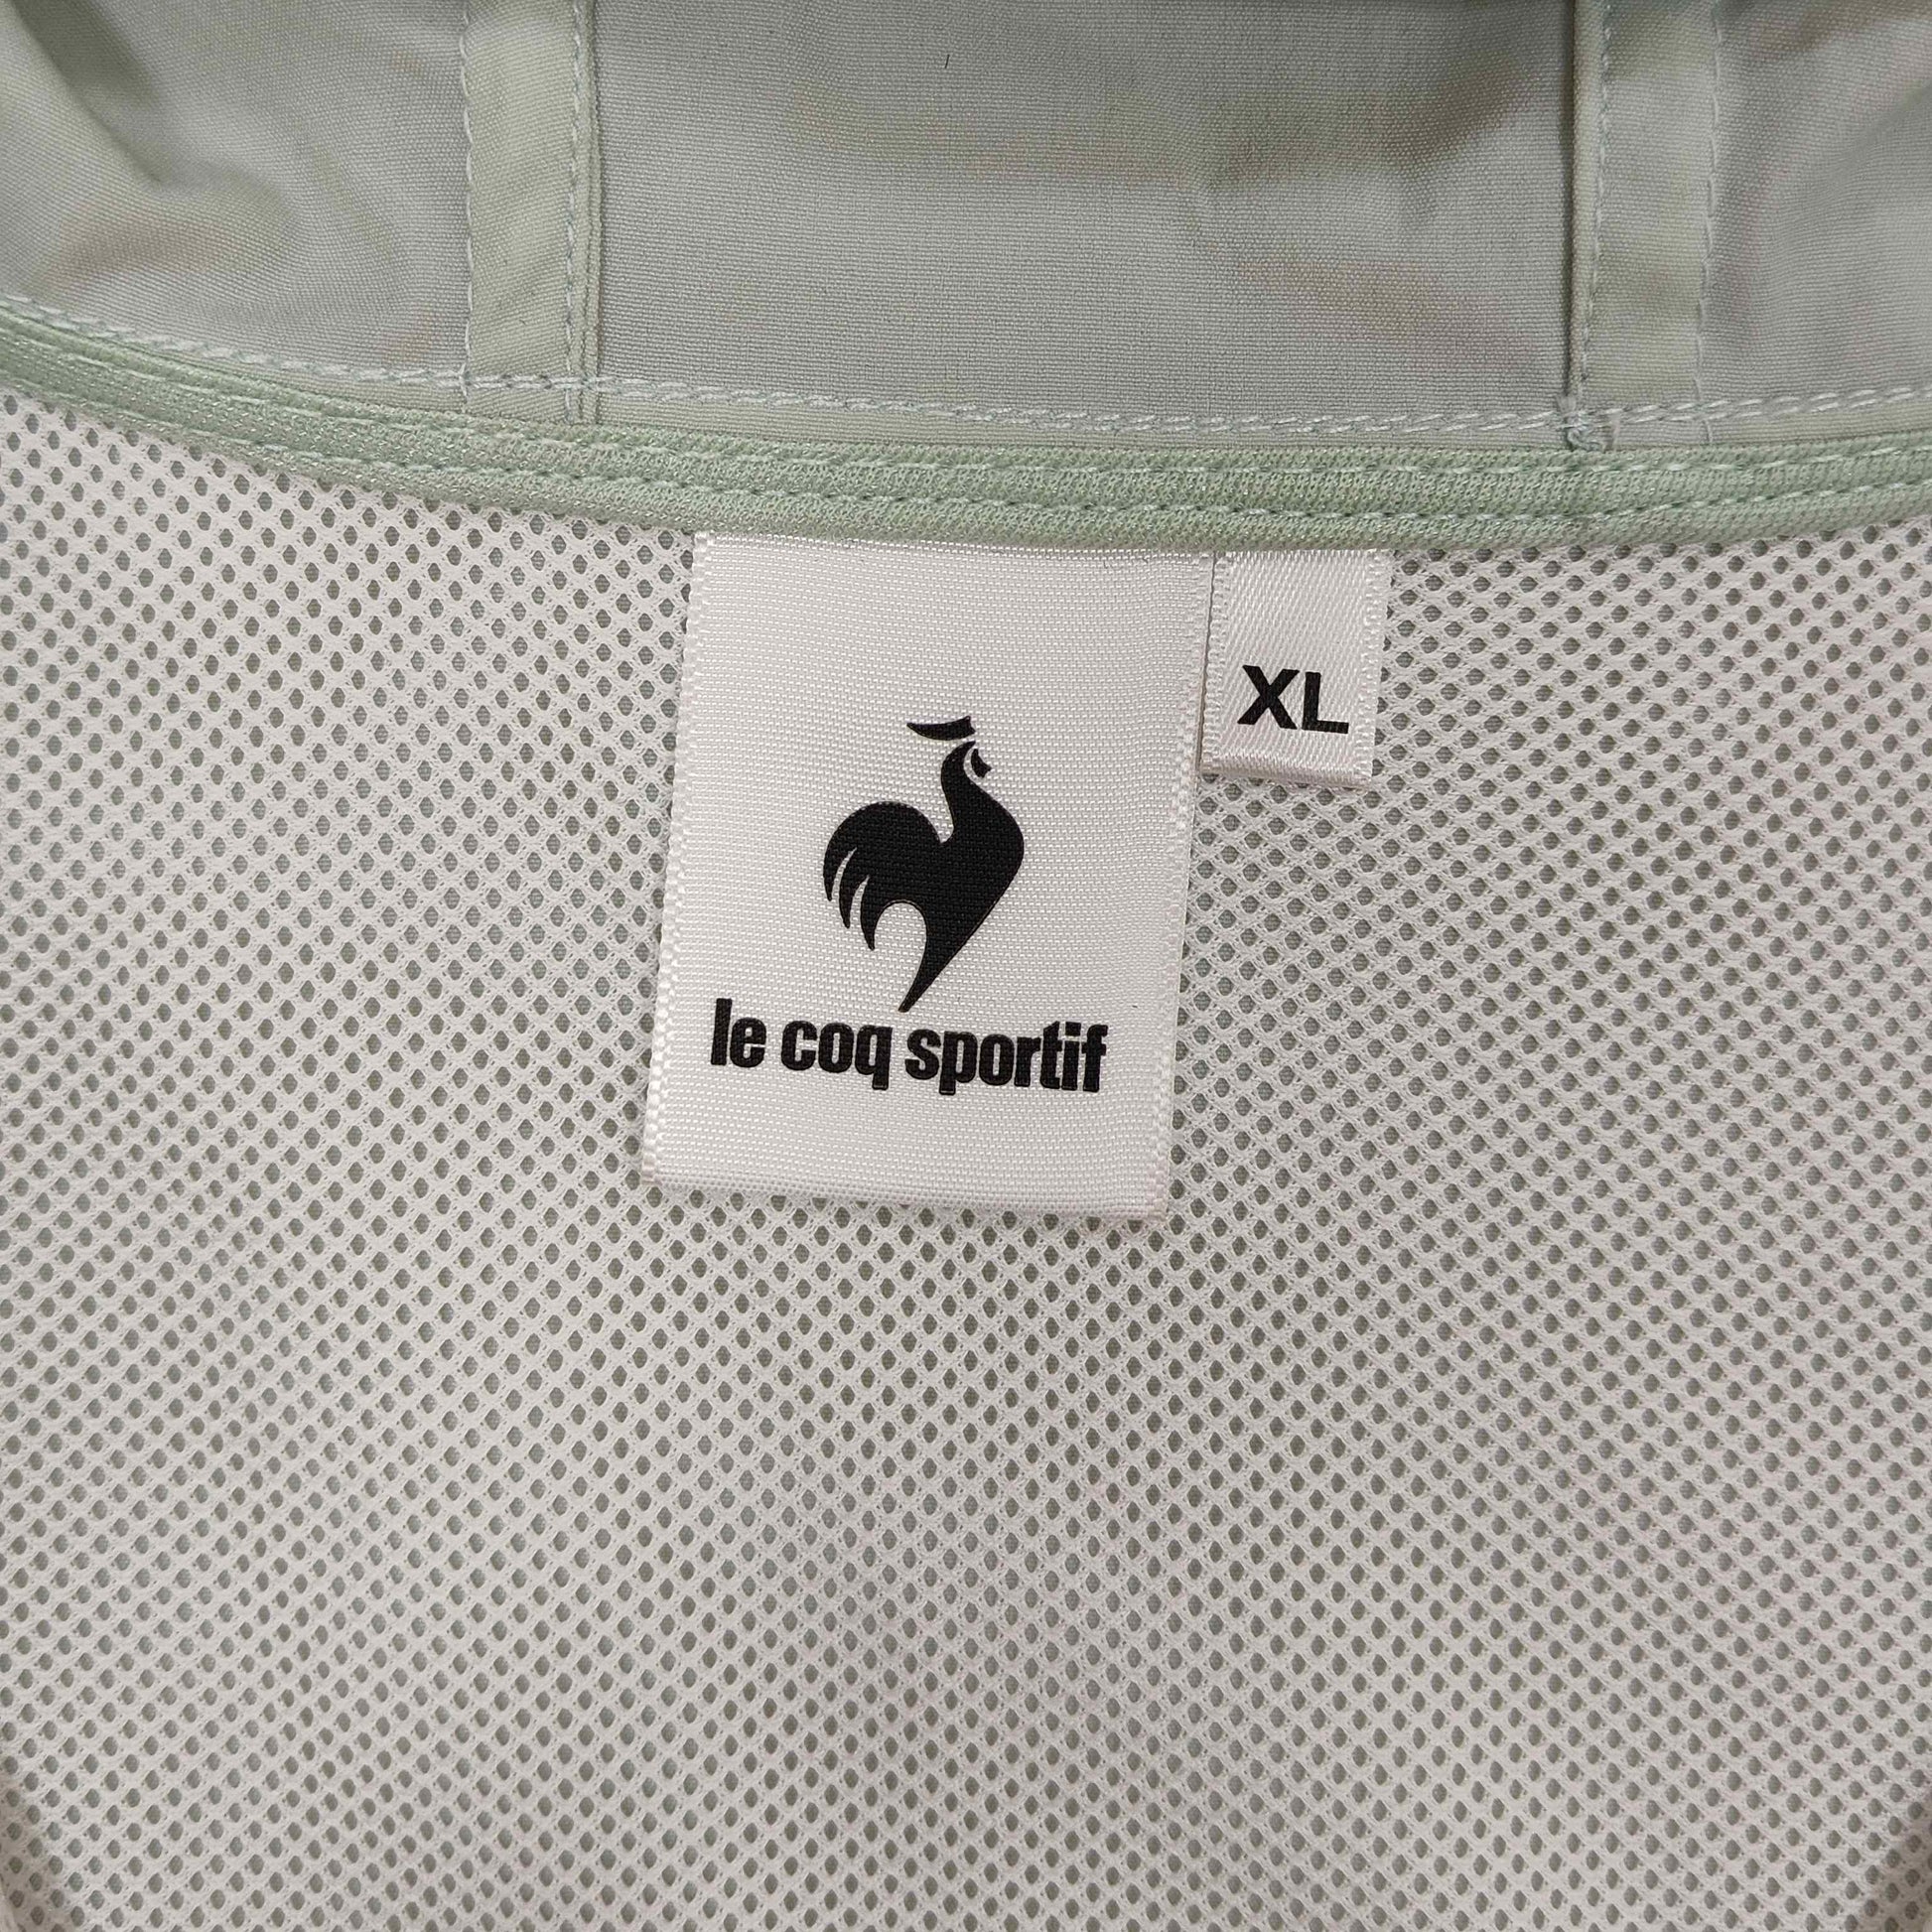 XL
le coq sportif